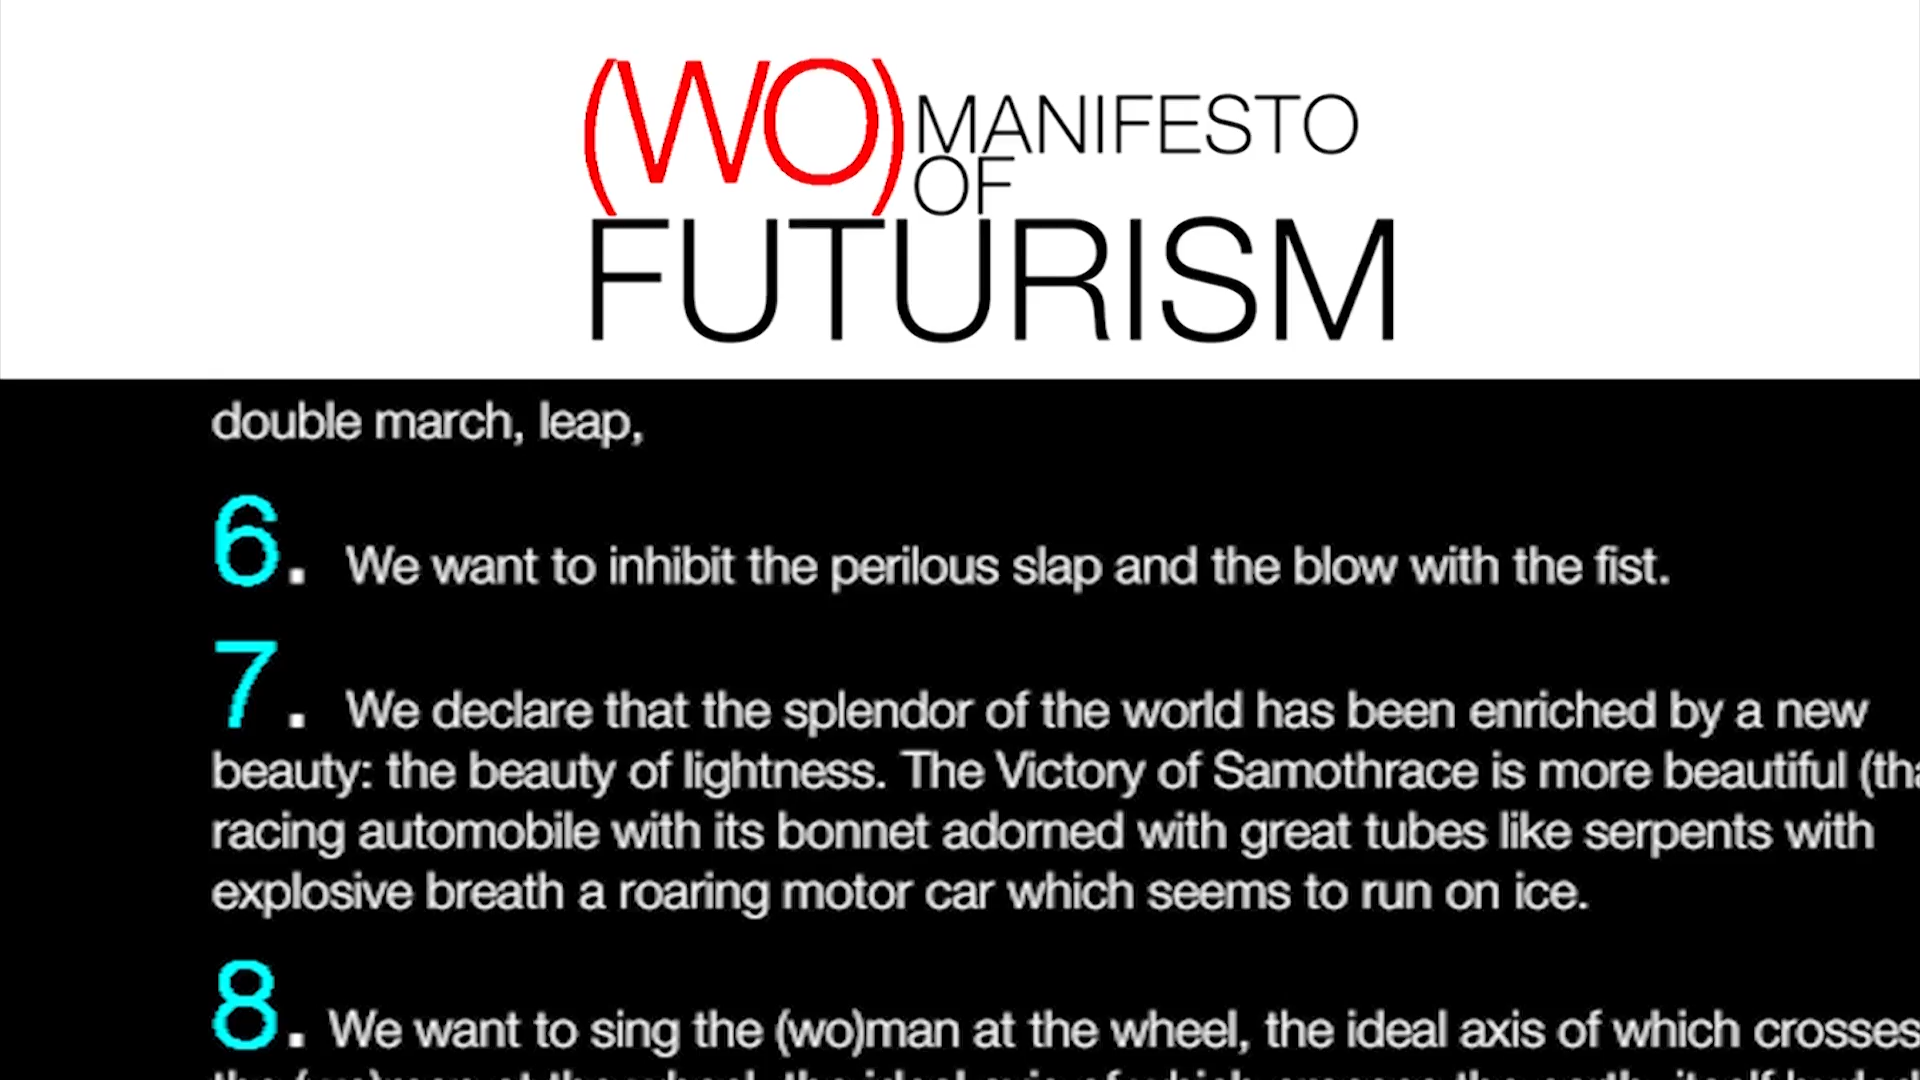 (WO)MANIFESTO
OF
FUTURISM
double march, leap,
6. We want to inhibit the perilous slap and the blow with the fist.
7. We declare that the splendor of the world has been enriched by a new
beauty: the beauty of lightness. The Victory of Samothrace is more beautiful
racing automobile with its bonnet adorned with great tubes like serpents with
explosive breath a roaring motor car which seems to run on ice.
8. We want to sing the (wo)man at the wheel, the ideal axis of which crosses